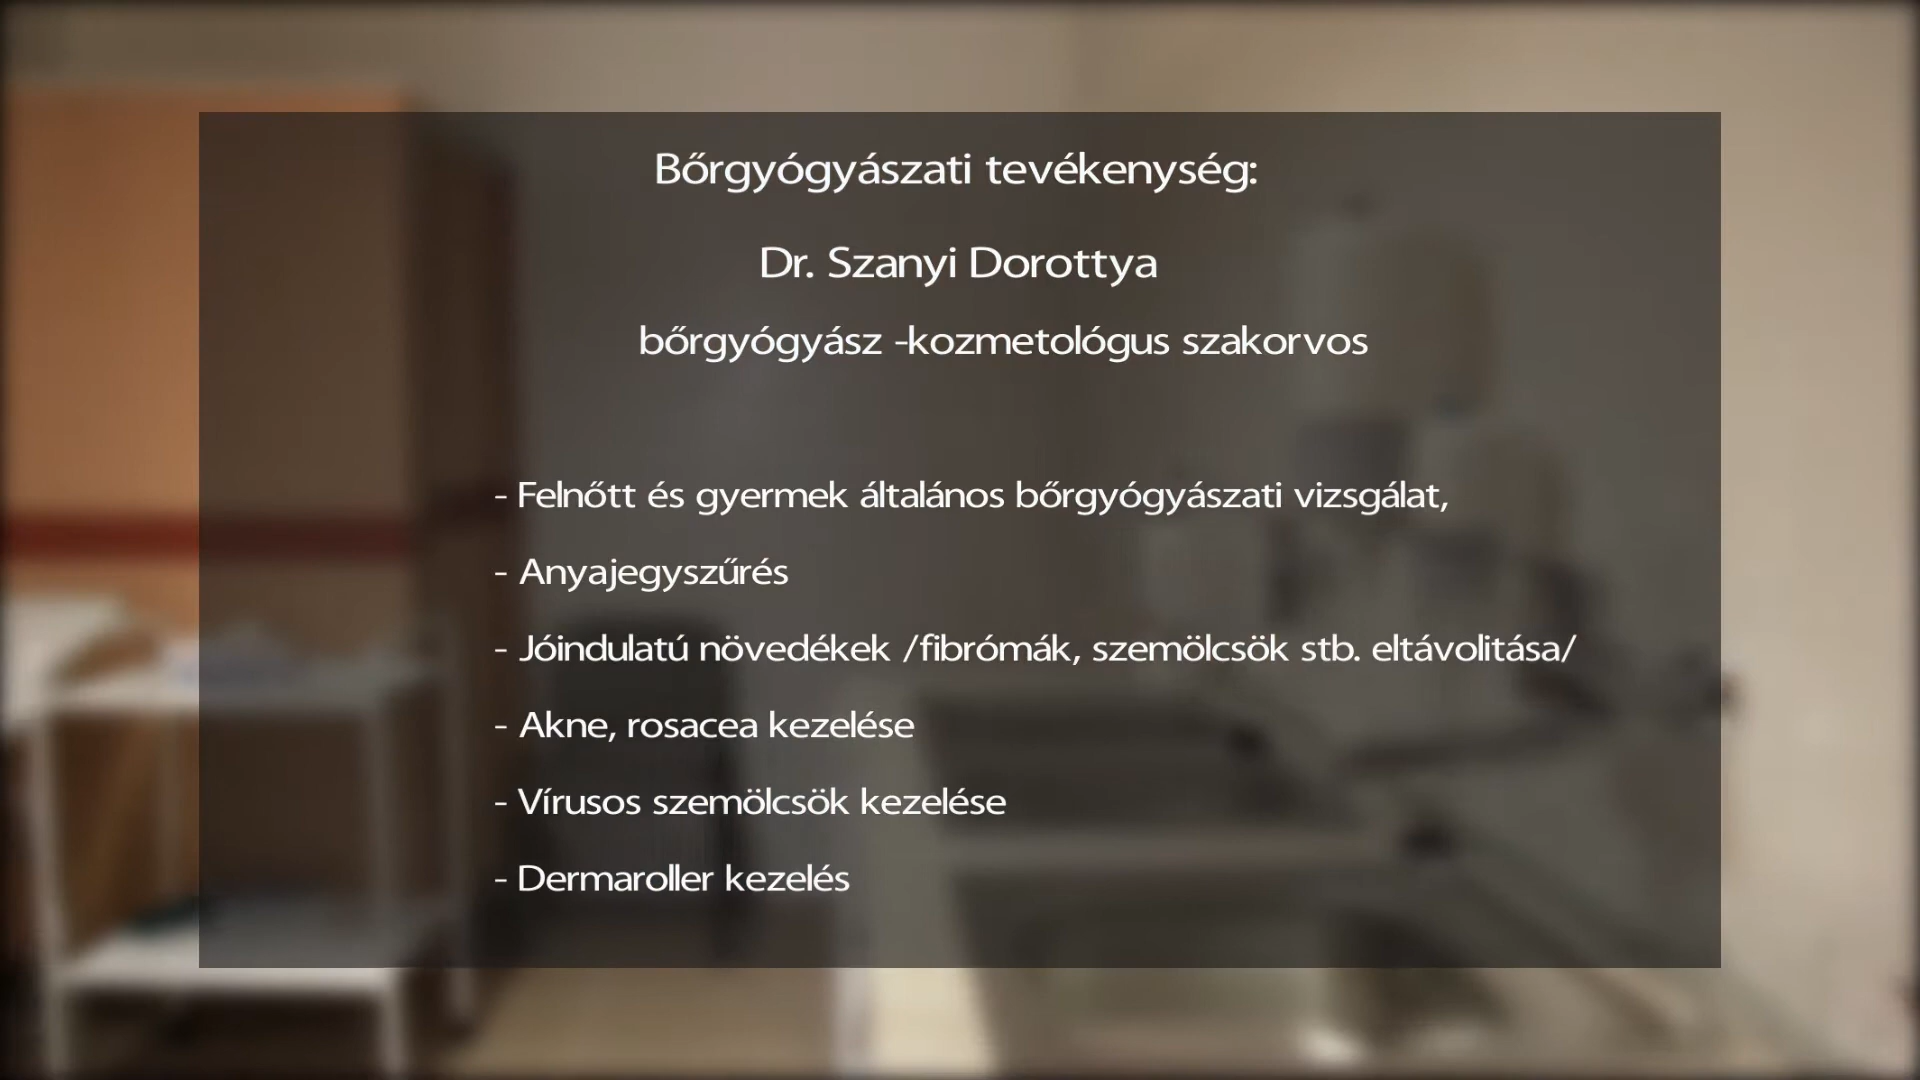 Bőrgyógyászati tevékenység:
Dr. Szanyi Dorottya
bőrgyógyász -kozmetológus szakorvos
- Felnőtt és gyermek általános bőrgyógyászati vizsgálat,
- Anyajegyszűrés
- Jóindulatú növedékek /fibrómák, szemölcsök stb. eltávolitása/
- Akne, rosacea kezelése
- Vírusos szemölcsök kezelése
- Dermaroller kezelés